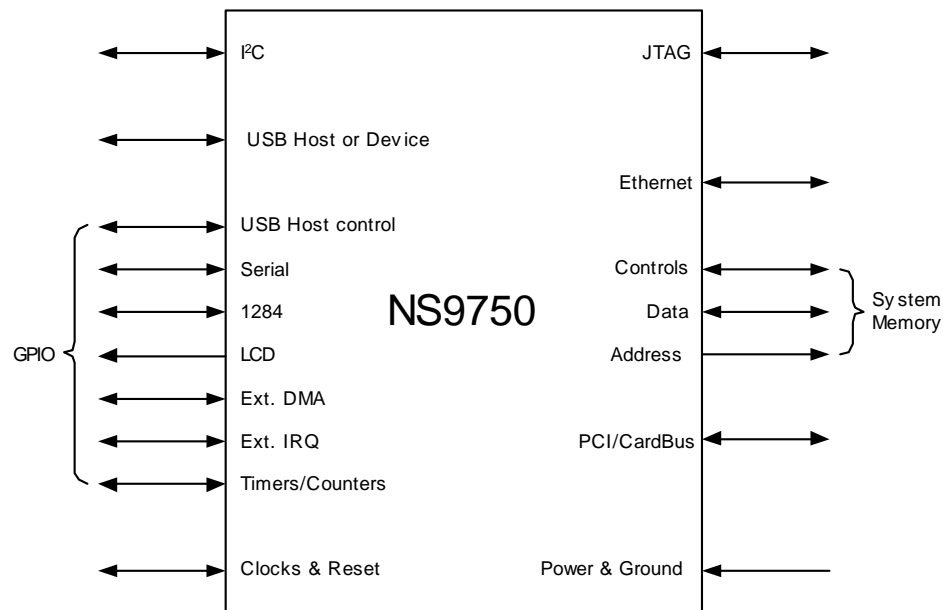 I²C
USB Host or Device
USB Host control
Serial
1284
LCD
Ext. DMA
Ext. IRQ
Timers/Counters
GPIO
Clocks & Reset
NS9750
JTAG
Ethernet
Controls
Data
Address
System
Memory
PCI/CardBus
Power & Ground